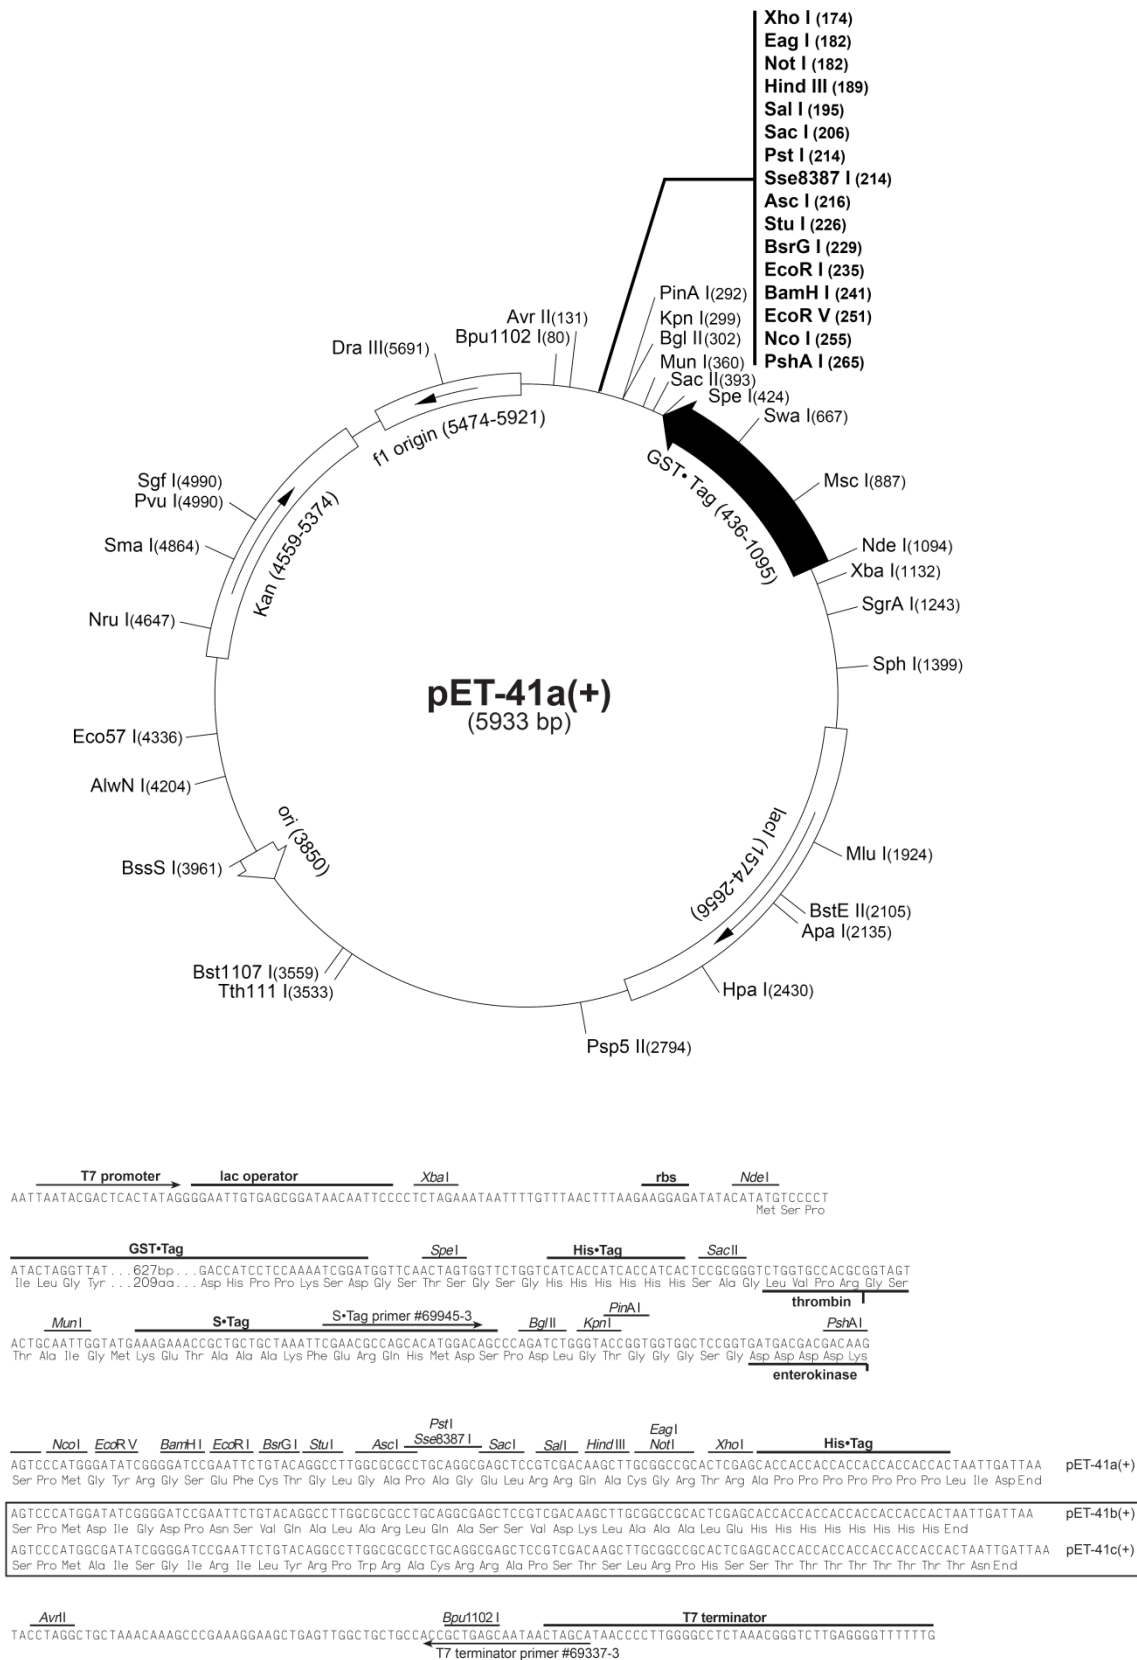 Xho I (174)
Eag I (182)
Not I (182)
Hind III (189)
Sal I (195)
Sac I (206)
Pst I (214)
Sse8387 I (214)
Asc I (216)
Stu I (226)
BsrG I (229)
EcoR I (235)
BamH I (241)
EcoR V (251)
Nco I (255)
PshA I (265)
PinA I(292)
Kpn I(299)
Bgl II(302)
Mun I(360)
Sac II(393)
Spe I(424)
Swa I(667)
Msc I(887)
Nde I(1094)
Xba I(1132)
SgrA I(1243)
Sph I(1399)
Mlu I(1924)
BstE II(2105)
Apa I(2135)
Hpa I(2430)
Psp5 II(2794)
Tth111 I(3533)
Bst1107 I(3559)
BssS I(3961)
AlwN I(4204)
Eco57 I(4336)
Nru I(4647)
Sma I(4864)
Pvu I(4990)
Sgf I(4990)
Dra III(5691)
Bpu1102 I(80)
Avr II(131)
f1 origin (5474-5921)
Kan (4559-5374)
GST• Tag (436-1095)
lacI (1574-2656)
ori (3850)
pET-41a(+)
(5933 bp)
T7 promoter lac operator XbaI rbs NdeI
AATTAATACGACTCACTATAGGGGAATTGTGAGCGGATAACAATTCCCCTCTAGAAATAATTTTGTTTAACTTTAAGAAGGAGATATACATATGTCCCCT
Met Ser Pro
GST•Tag SpeI His•Tag SacII
ATACTAGGTTAT...627bp...GACCATCCTCCAAAATCGGATGGTTCAACTAGTGGTTCTGGTCATCACCATCACCATCACTCCGCGGGTCTGGTGCCACGCGGTAGT
Ile Leu Gly Tyr...209aa...Asp His Pro Pro Lys Ser Asp Gly Ser Thr Ser Gly Ser Gly His His His His His His Ser Ala Gly Leu Val Pro Arg Gly Ser
thrombin
MunI S•Tag S•Tag primer #69945-3 BglII KpnI PinAI PshAI
ACTGCAATTGGTATGAAAGAAACCGCTGCTGCTAAATTCGAACGCCAGCACATGGACAGCCCAGATCTGGGTACCGGTGGTGGCTCCGGTGATGACGACGACAAG
Thr Ala Ile Gly Met Lys Glu Thr Ala Ala Ala Lys Phe Glu Arg Gln His Met Asp Ser Pro Asp Leu Gly Thr Gly Gly Gly Ser Gly Asp Asp Asp Asp Lys
enterokinase
PstI EagI
NcoI EcoRV BamHI EcoRI BsrGI StuI AscI Sse8387I SacI SalI HindIII NotI XhoI His•Tag
AGTCCCATGGGATATCGGGGATCCGAATTCTGTACAGGCCTTGGCGCGCCTGCAGGCGAGCTCCGTCGACAAGCTTGCGGCCGCACTCGAGCACCACCACCACCACCACCACCACTAATTGATTAA pET-41a(+)
Ser Pro Met Gly Tyr Arg Gly Ser Glu Phe Cys Thr Gly Leu Gly Ala Pro Ala Gly Glu Leu Arg Arg Gln Ala Cys Gly Arg Thr Arg Ala Pro Pro Pro Pro Pro Pro Pro Pro Leu Ile Asp End
AGTCCCATGGATATCGGGGATCCGAATTCTGTACAGGCCTTGGCGCGCCTGCAGGCGAGCTCCGTCGACAAGCTTGCGGCCGCACTCGAGCACCACCACCACCACCACCACCACTAATTGATTAA pET-41b(+)
Ser Pro Met Asp Ile Gly Asp Pro Asn Ser Val Gln Ala Leu Ala Arg Leu Gln Ala Ser Ser Val Asp Lys Leu Ala Ala Ala Leu Glu His His His His His His His His End
AGTCCCATGGCGATATCGGGGATCCGAATTCTGTACAGGCCTTGGCGCGCCTGCAGGCGAGCTCCGTCGACAAGCTTGCGGCCGCACTCGAGCACCACCACCACCACCACCACCACTAATTGATTAA pET-41c(+)
Ser Pro Met Ala Ile Ser Gly Ile Arg Ile Leu Tyr Arg Pro Trp Arg Ala Cys Arg Arg Ala Pro Ser Thr Ser Leu Arg Pro His Ser Ser Thr Thr Thr Thr Thr Thr Thr Thr Asn End
AvrII Bpu1102 I T7 terminator
TACCTAGGCTGCTAAACAAAGCCCGAAAGGAAGCTGAGTTGGCTGCTGCCACCGCTGAGCAATAACTAGCATAACCCCTTGGGGCCTCTAAACGGGTCTTGAGGGGTTTTTTG
T7 terminator primer #69337-3